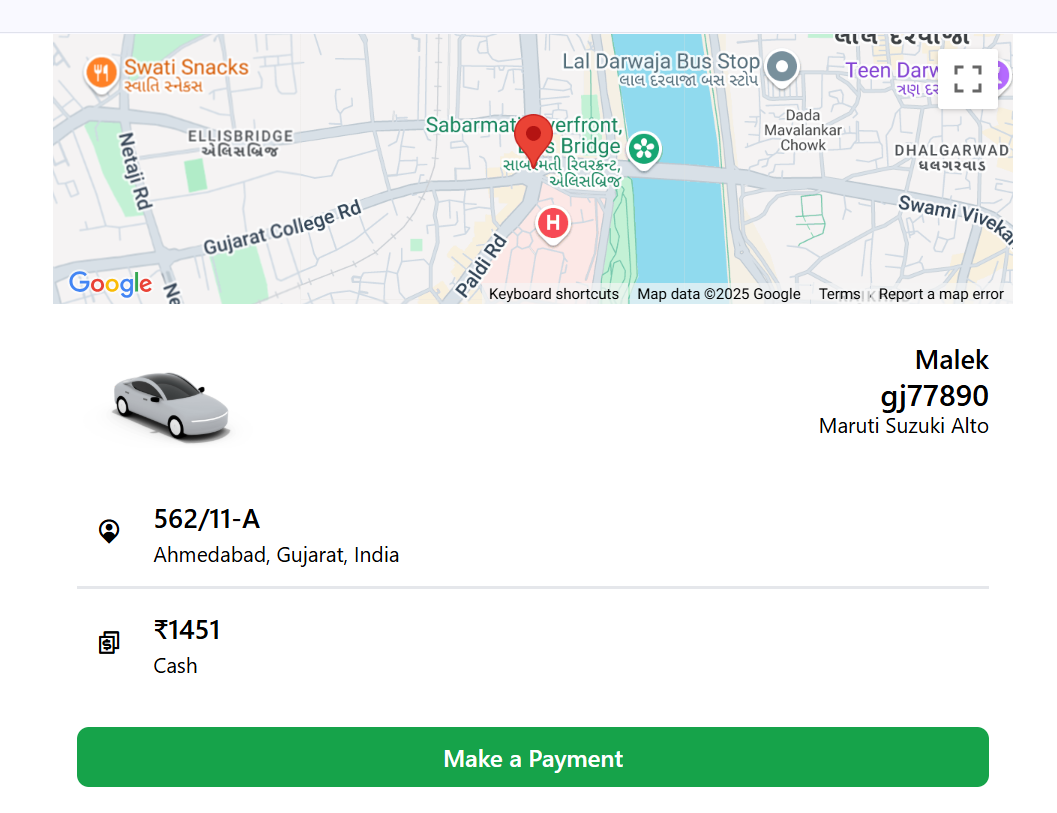 લાલ દરવાજા
Swati Snacks
સ્વાતિ સ્નેક્સ
Lal Darwaja Bus Stop
લાલ દરવાજા બસ સ્ટોપ
Teen Darw
ત્રણ દર
ELLISBRIDGE
એલિસબ્રિજ
Netaji Rd
Sabarmati verfront,
s Bridge
સાબરમતી રિવરફ્રન્ટ,
એલિસબ્રિજ
Dada
Mavalankar
Chowk
DHALGARWAD
ધલગરવાડ
Gujarat College Rd
Swami Viveka
Paldi Rd
H
Ne
Google
Keyboard shortcuts
Map data ©2025 Google
Terms
Report a map error
Malek
gj77890
Maruti Suzuki Alto
562/11-A
Ahmedabad, Gujarat, India
₹1451
Cash
Make a Payment